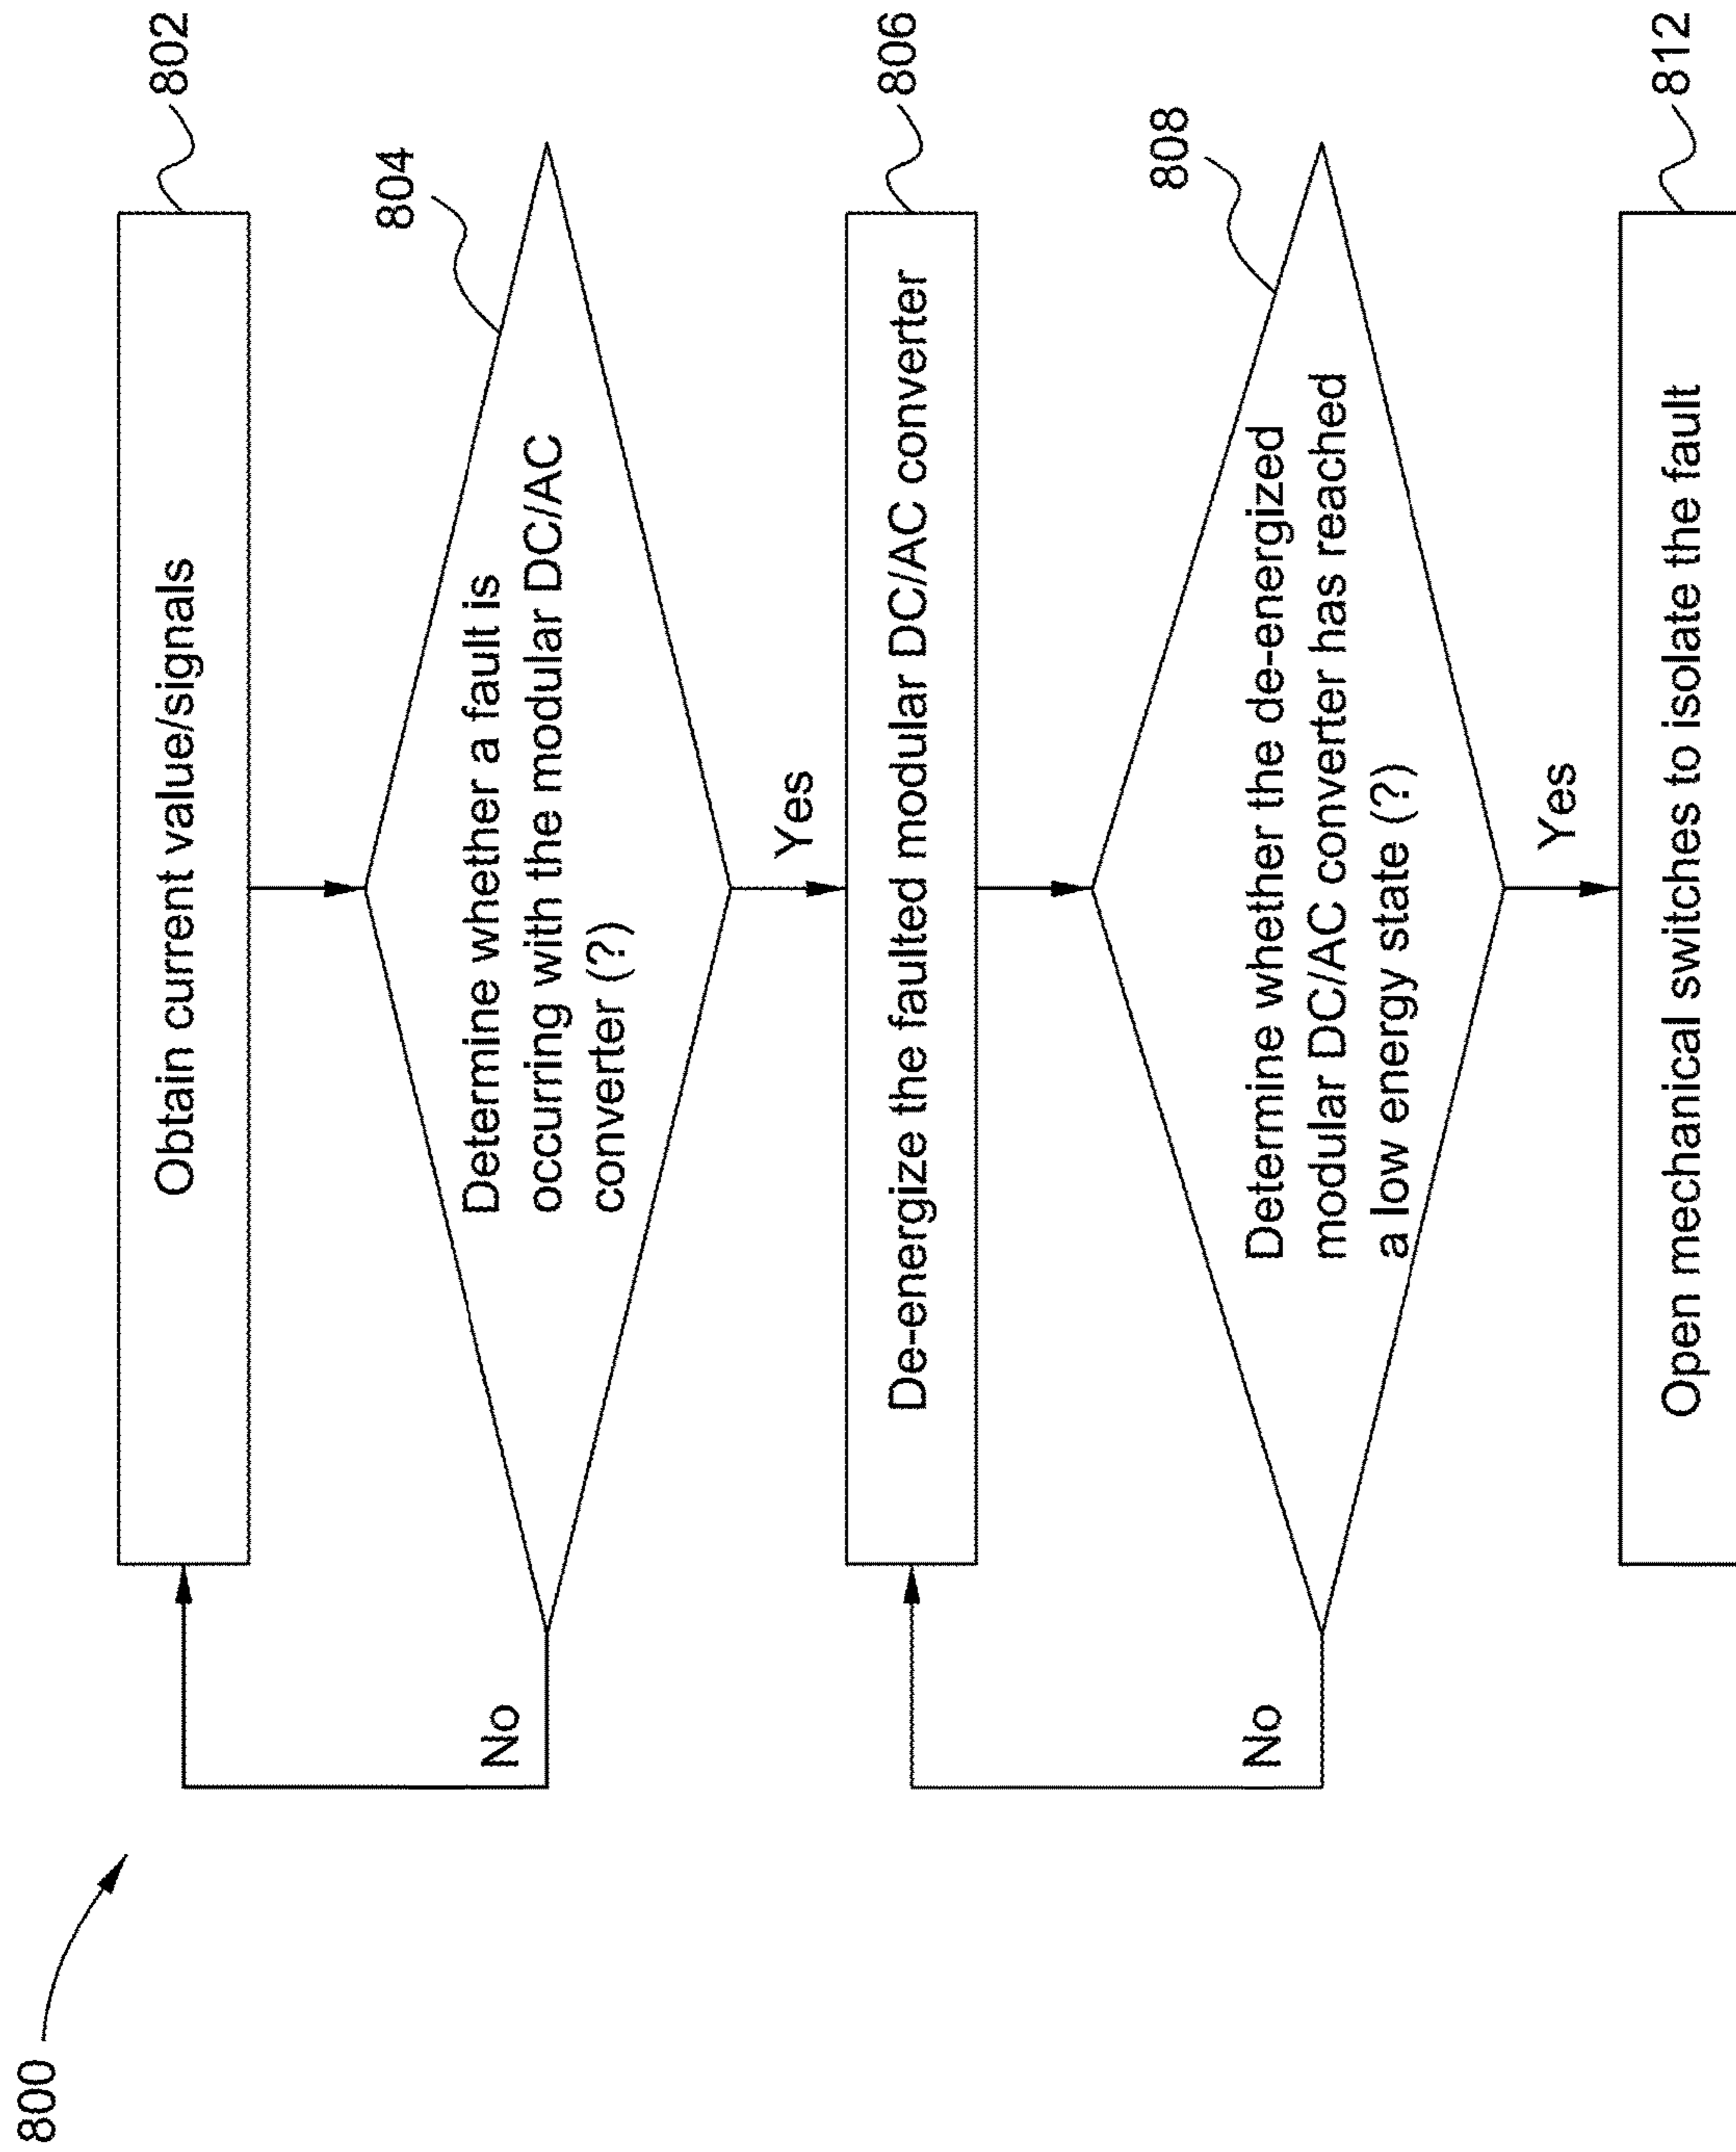 800
802
Obtain current value/signals
804
Determine whether a fault is
occurring with the modular DC/AC
converter (?)
No
Yes
806
De-energize the faulted modular DC/AC converter
808
Determine whether the de-energized
modular DC/AC converter has reached
a low energy state (?)
No
Yes
812
Open mechanical switches to isolate the fault